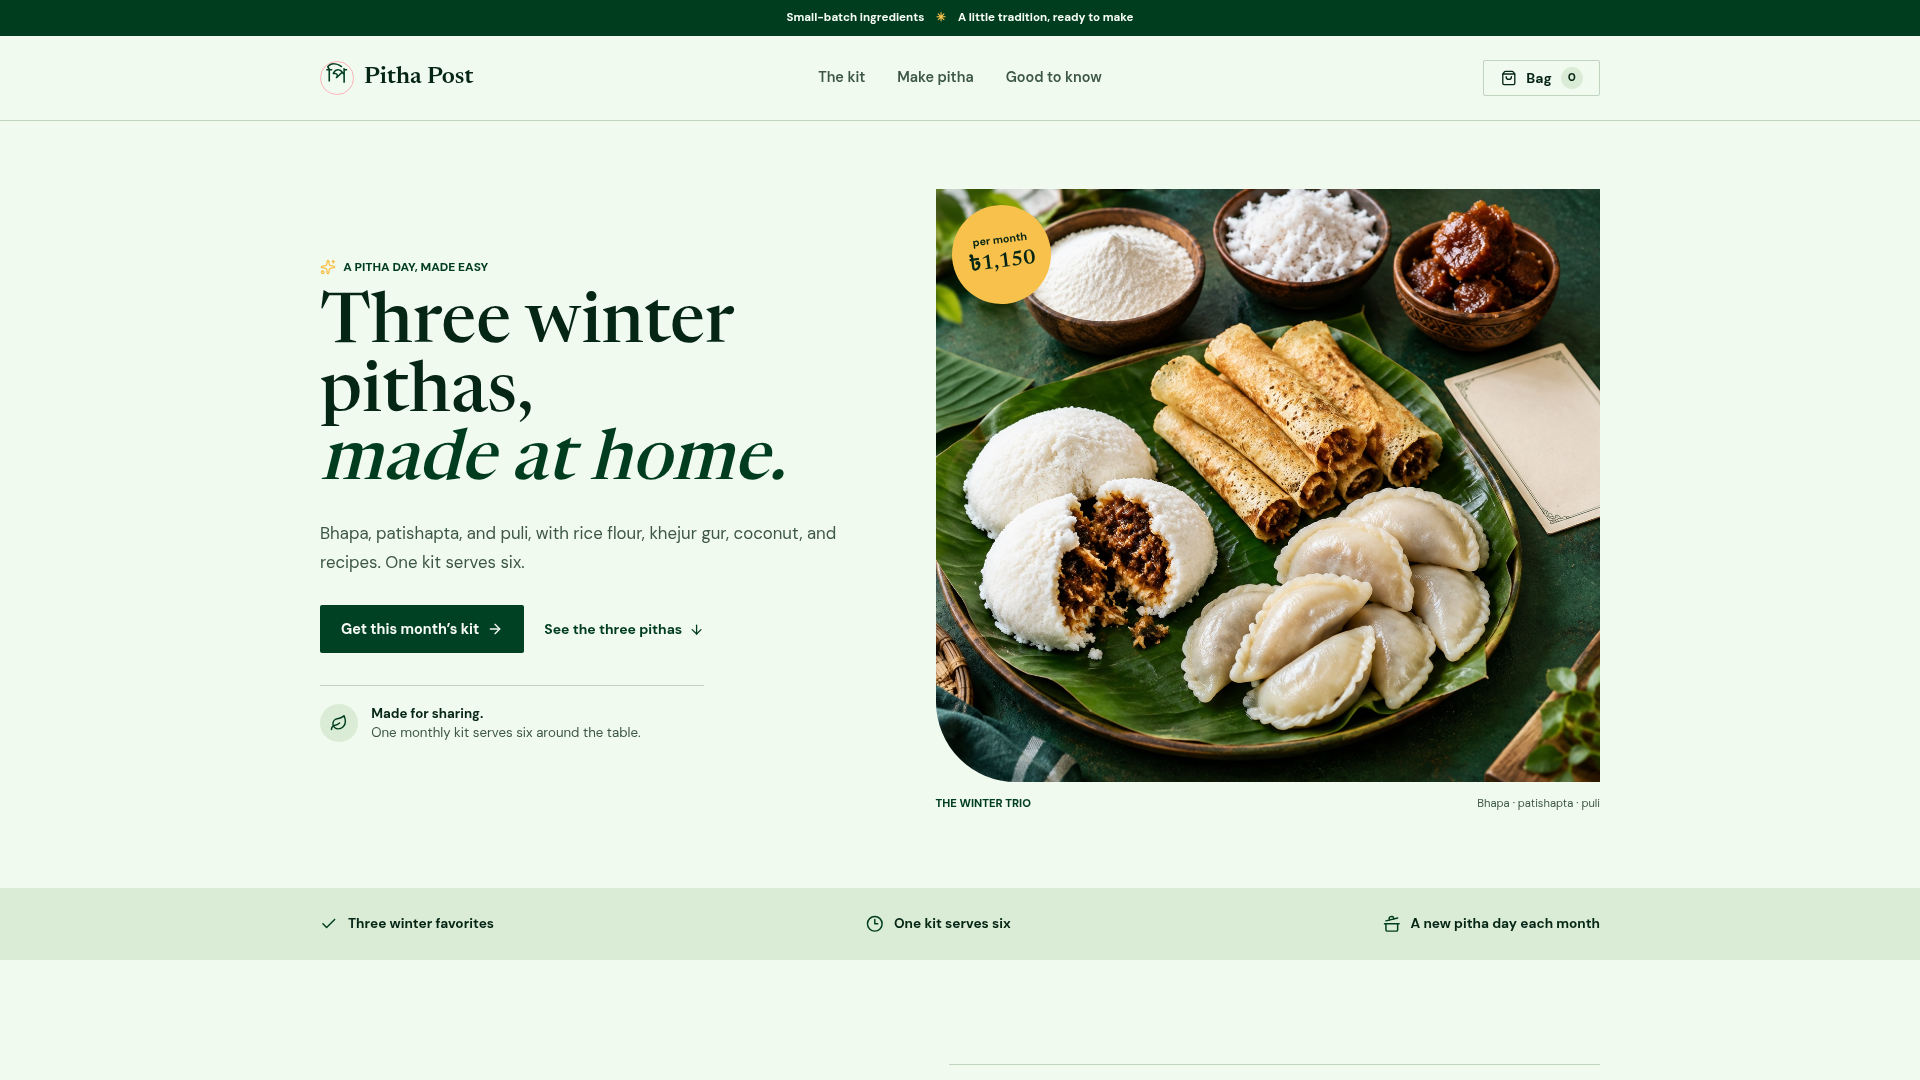 Small-batch ingredients ✷ A little tradition, ready to make
পি Pitha Post
The kit
Make pitha
Good to know
Bag 0
A PITHA DAY, MADE EASY
Three winter
pithas,
made at home.
Bhapa, patishapta, and puli, with rice flour, khejur gur, coconut, and
recipes. One kit serves six.
Get this month’s kit →
See the three pithas ↓
Made for sharing.
One monthly kit serves six around the table.
per month
৳1,150
THE WINTER TRIO
Bhapa · patishapta · puli
Three winter favorites
One kit serves six
A new pitha day each month